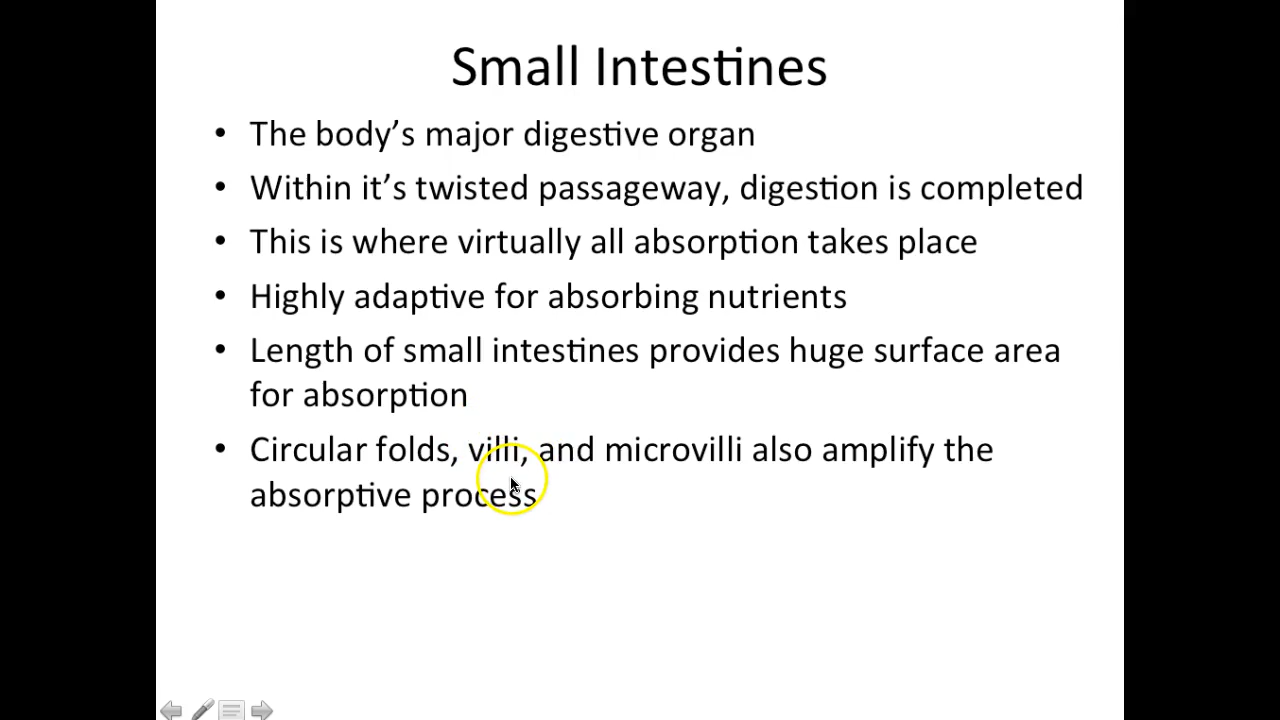 Small Intestines
• The body’s major digestive organ
• Within it’s twisted passageway, digestion is completed
• This is where virtually all absorption takes place
• Highly adaptive for absorbing nutrients
• Length of small intestines provides huge surface area
for absorption
• Circular folds, villi, and microvilli also amplify the
absorptive process